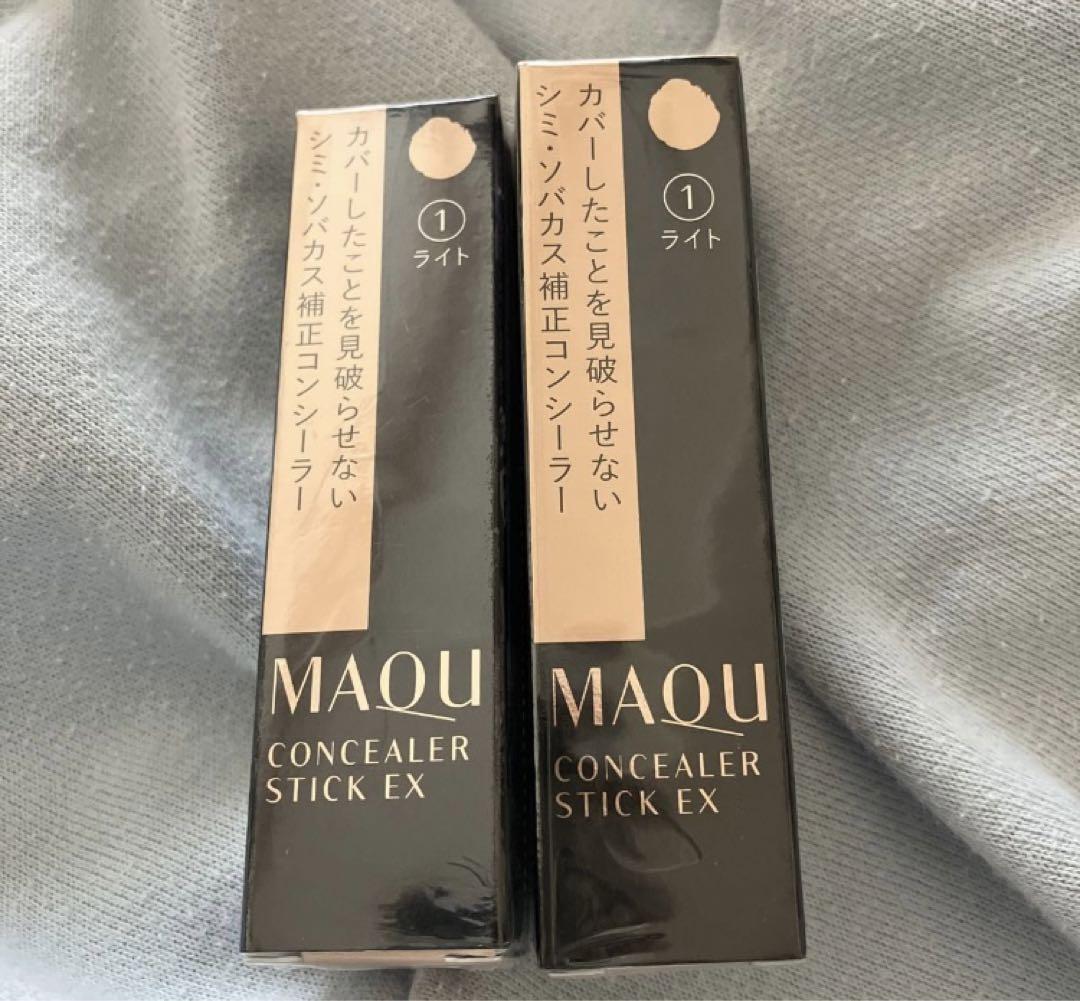 カバーしたことを見破らせない
シミ・ソバカス補正コンシーラー
1
ライト
MAQU
CONCEALER
STICK EX
カバーしたことを見破らせない
シミ・ソバカス補正コンシーラー
1
ライト
MAQU
CONCEALER
STICK EX